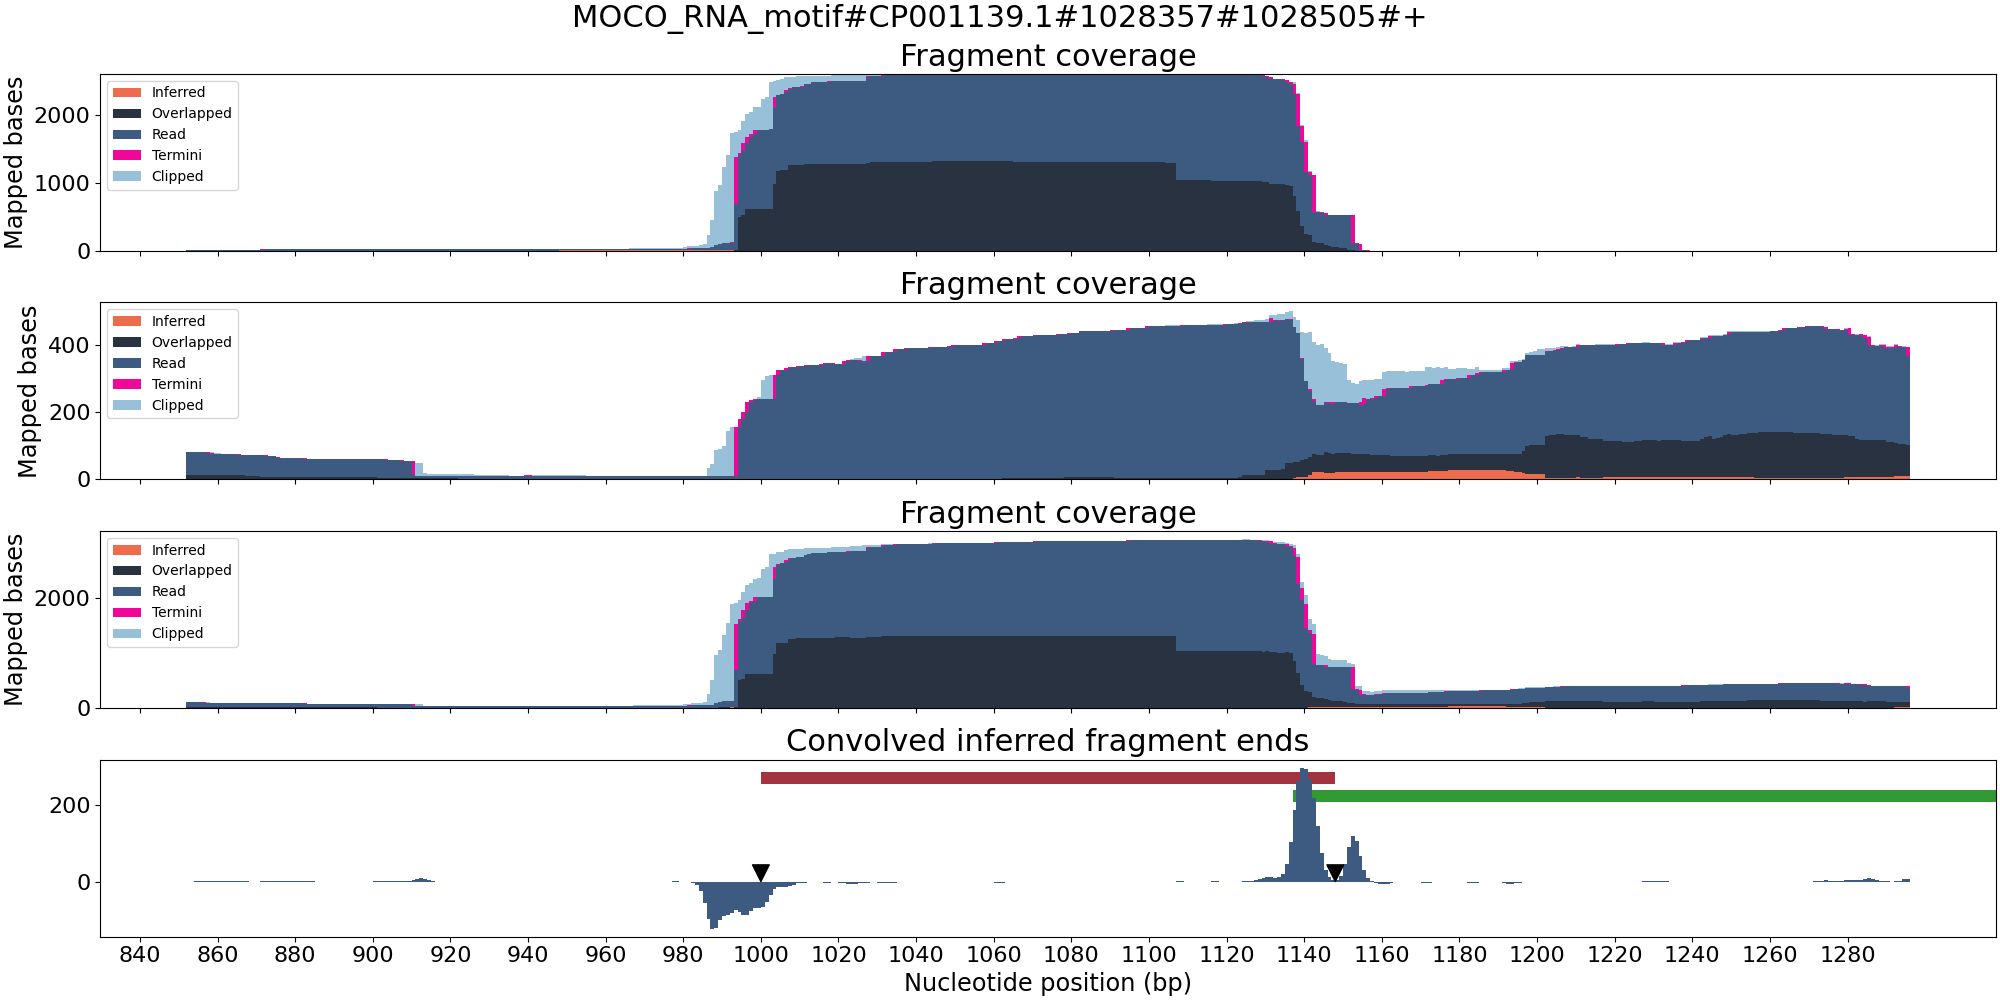 MOCO_RNA_motif#CP001139.1#1028357#1028505#+
Fragment coverage
Mapped bases
2000
1000
0
Inferred
Overlapped
Read
Termini
Clipped
Fragment coverage
Mapped bases
400
200
0
Inferred
Overlapped
Read
Termini
Clipped
Fragment coverage
Mapped bases
2000
0
Inferred
Overlapped
Read
Termini
Clipped
Convolved inferred fragment ends
200
0
840 860 880 900 920 940 960 980 1000 1020 1040 1060 1080 1100 1120 1140 1160 1180 1200 1220 1240 1260 1280
Nucleotide position (bp)